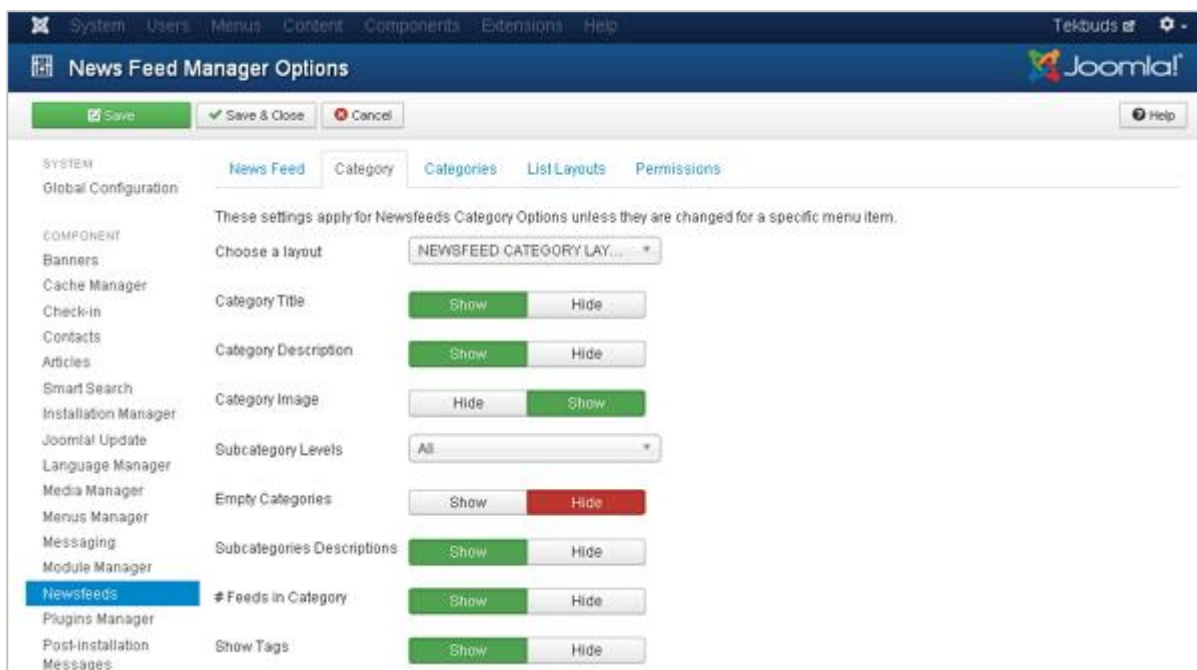 System Users Menus Content Components Extensions Help Tekbuds
News Feed Manager Options Joomla!
Save Save & Close Cancel Help
SYSTEM
Global Configuration
COMPONENT
Banners
Cache Manager
Check-in
Contacts
Articles
Smart Search
Installation Manager
Joomla! Update
Language Manager
Media Manager
Menus Manager
Messaging
Module Manager
Newsfeeds
Plugins Manager
Post-installation
Messages
News Feed Category Categories List Layouts Permissions
These settings apply for Newsfeeds Category Options unless they are changed for a specific menu item.
Choose a layout NEWSFEED CATEGORY LAY...
Category Title Show Hide
Category Description Show Hide
Category Image Hide Show
Subcategory Levels All
Empty Categories Show Hide
Subcategories Descriptions Show Hide
# Feeds in Category Show Hide
Show Tags Show Hide